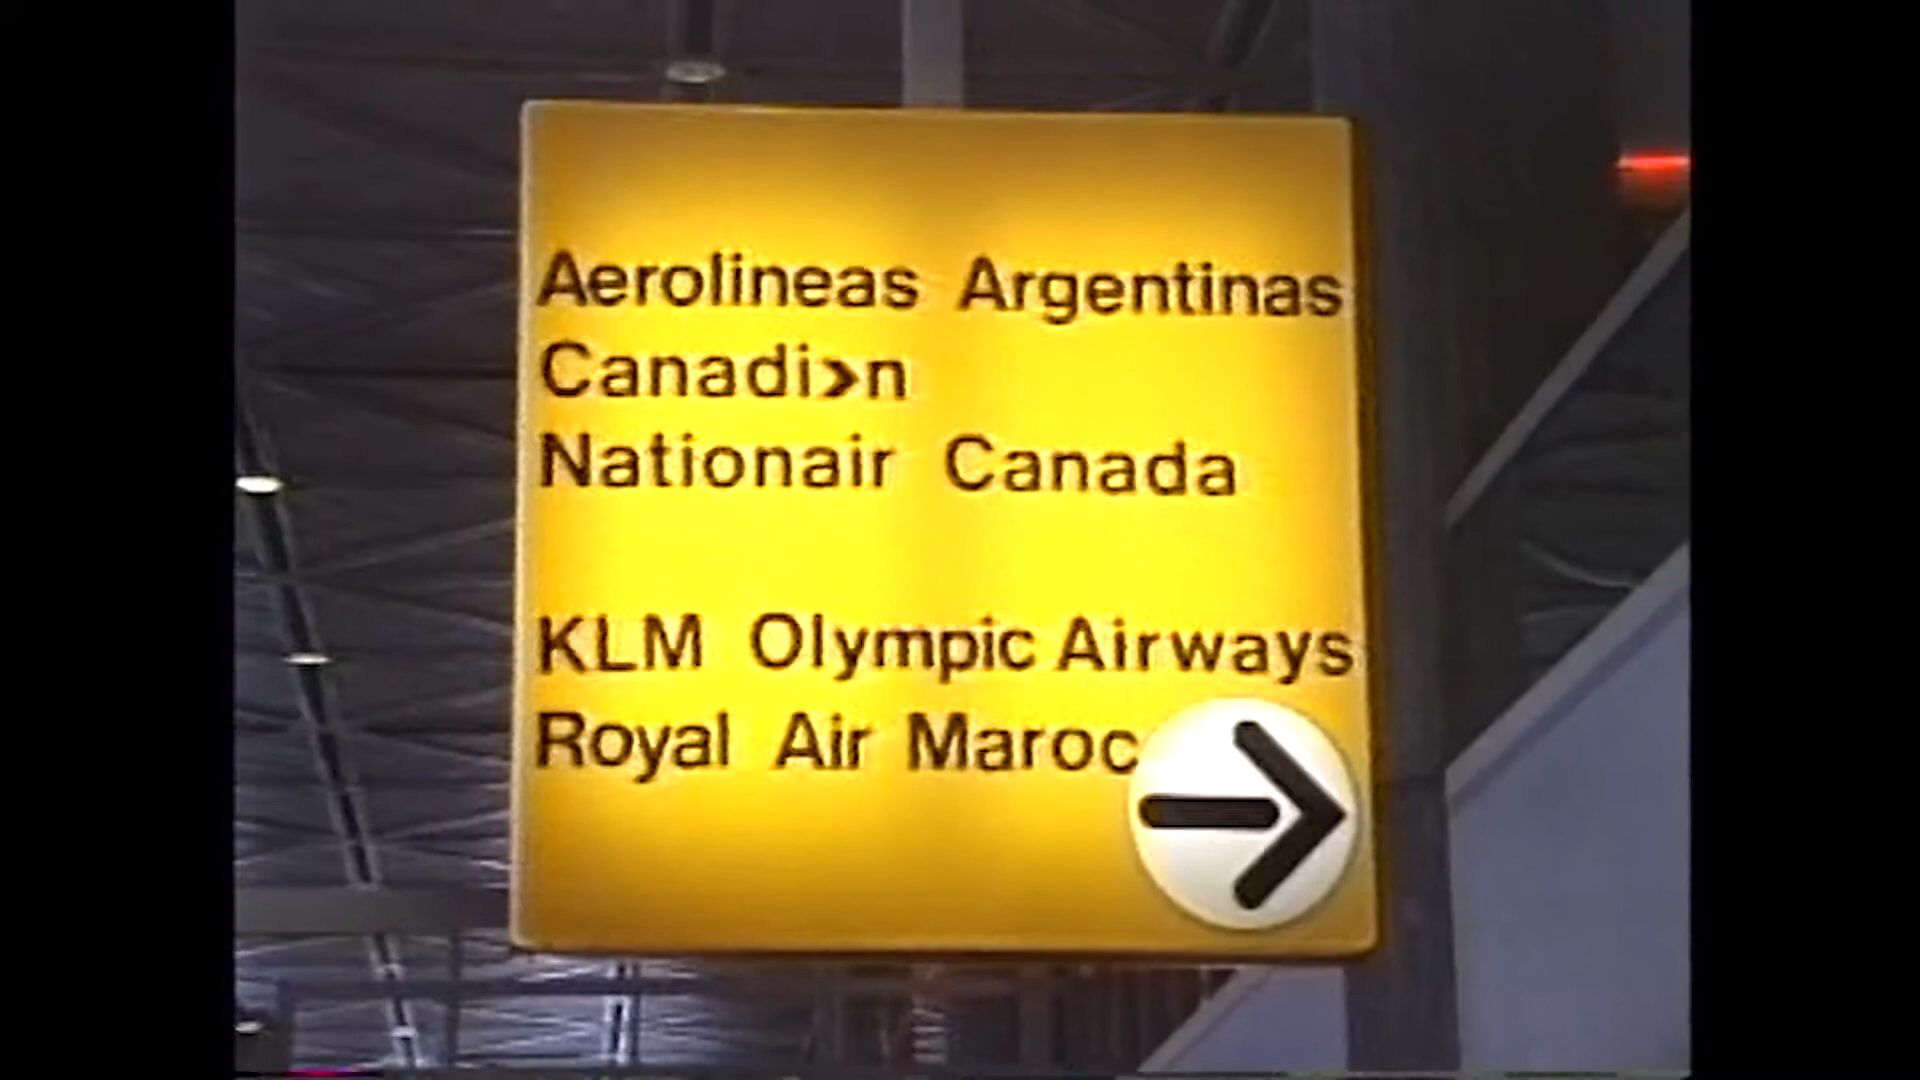 Aerolineas Argentinas
Canadi>n
Nationair Canada
KLM Olympic Airways
Royal Air Maroc